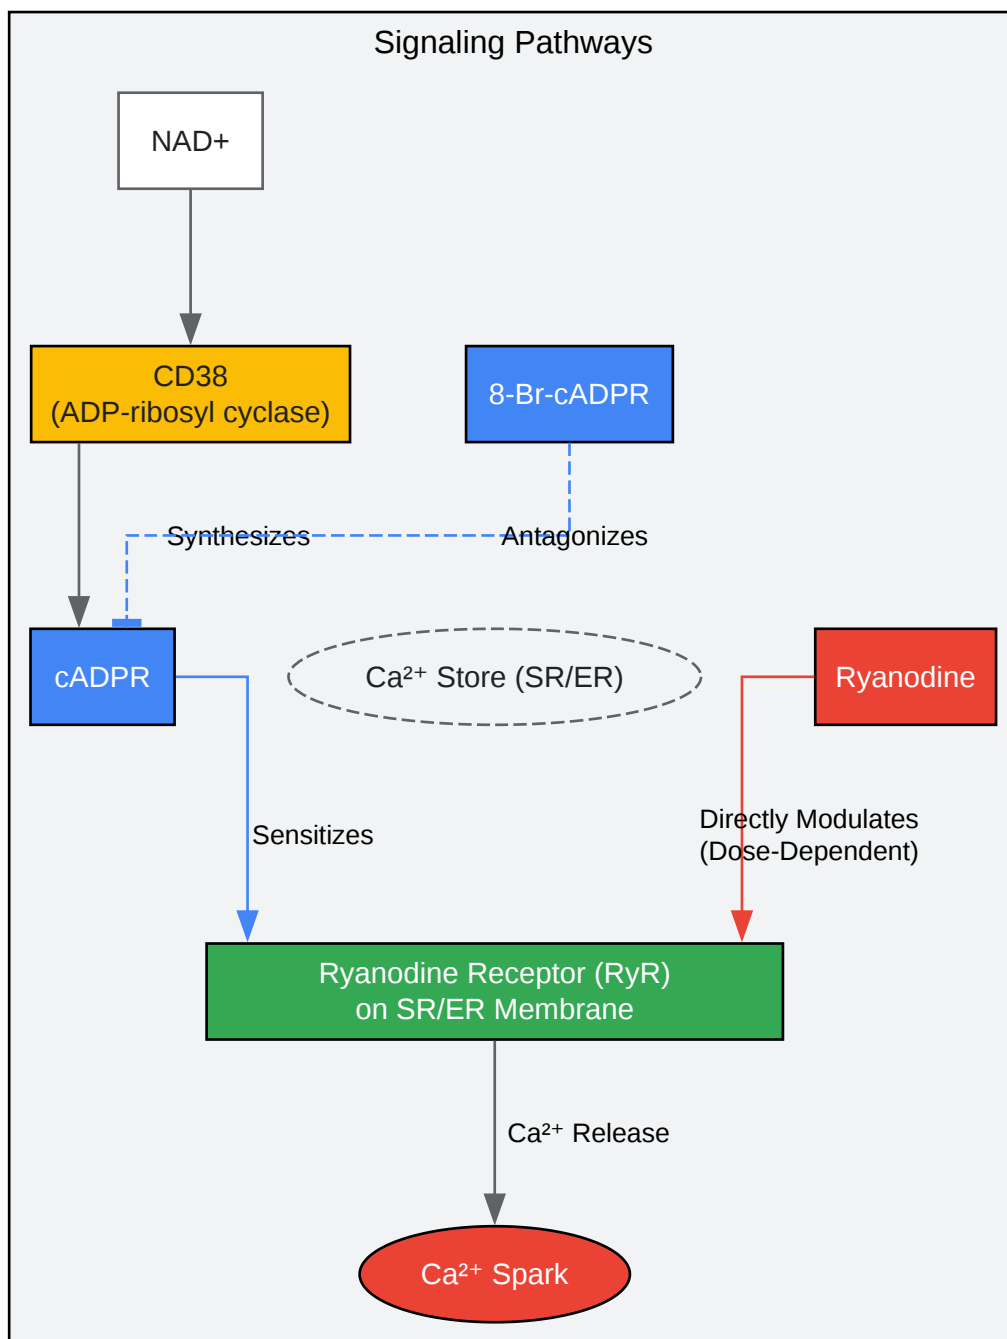 Signaling Pathways
NAD+
CD38
(ADP-ribosyl cyclase)
8-Br-cADPR
Synthesizes
Antagonizes
cADPR
Ca²⁺ Store (SR/ER)
Ryanodine
Sensitizes
Directly Modulates
(Dose-Dependent)
Ryanodine Receptor (RyR)
on SR/ER Membrane
Ca²⁺ Release
Ca²⁺ Spark